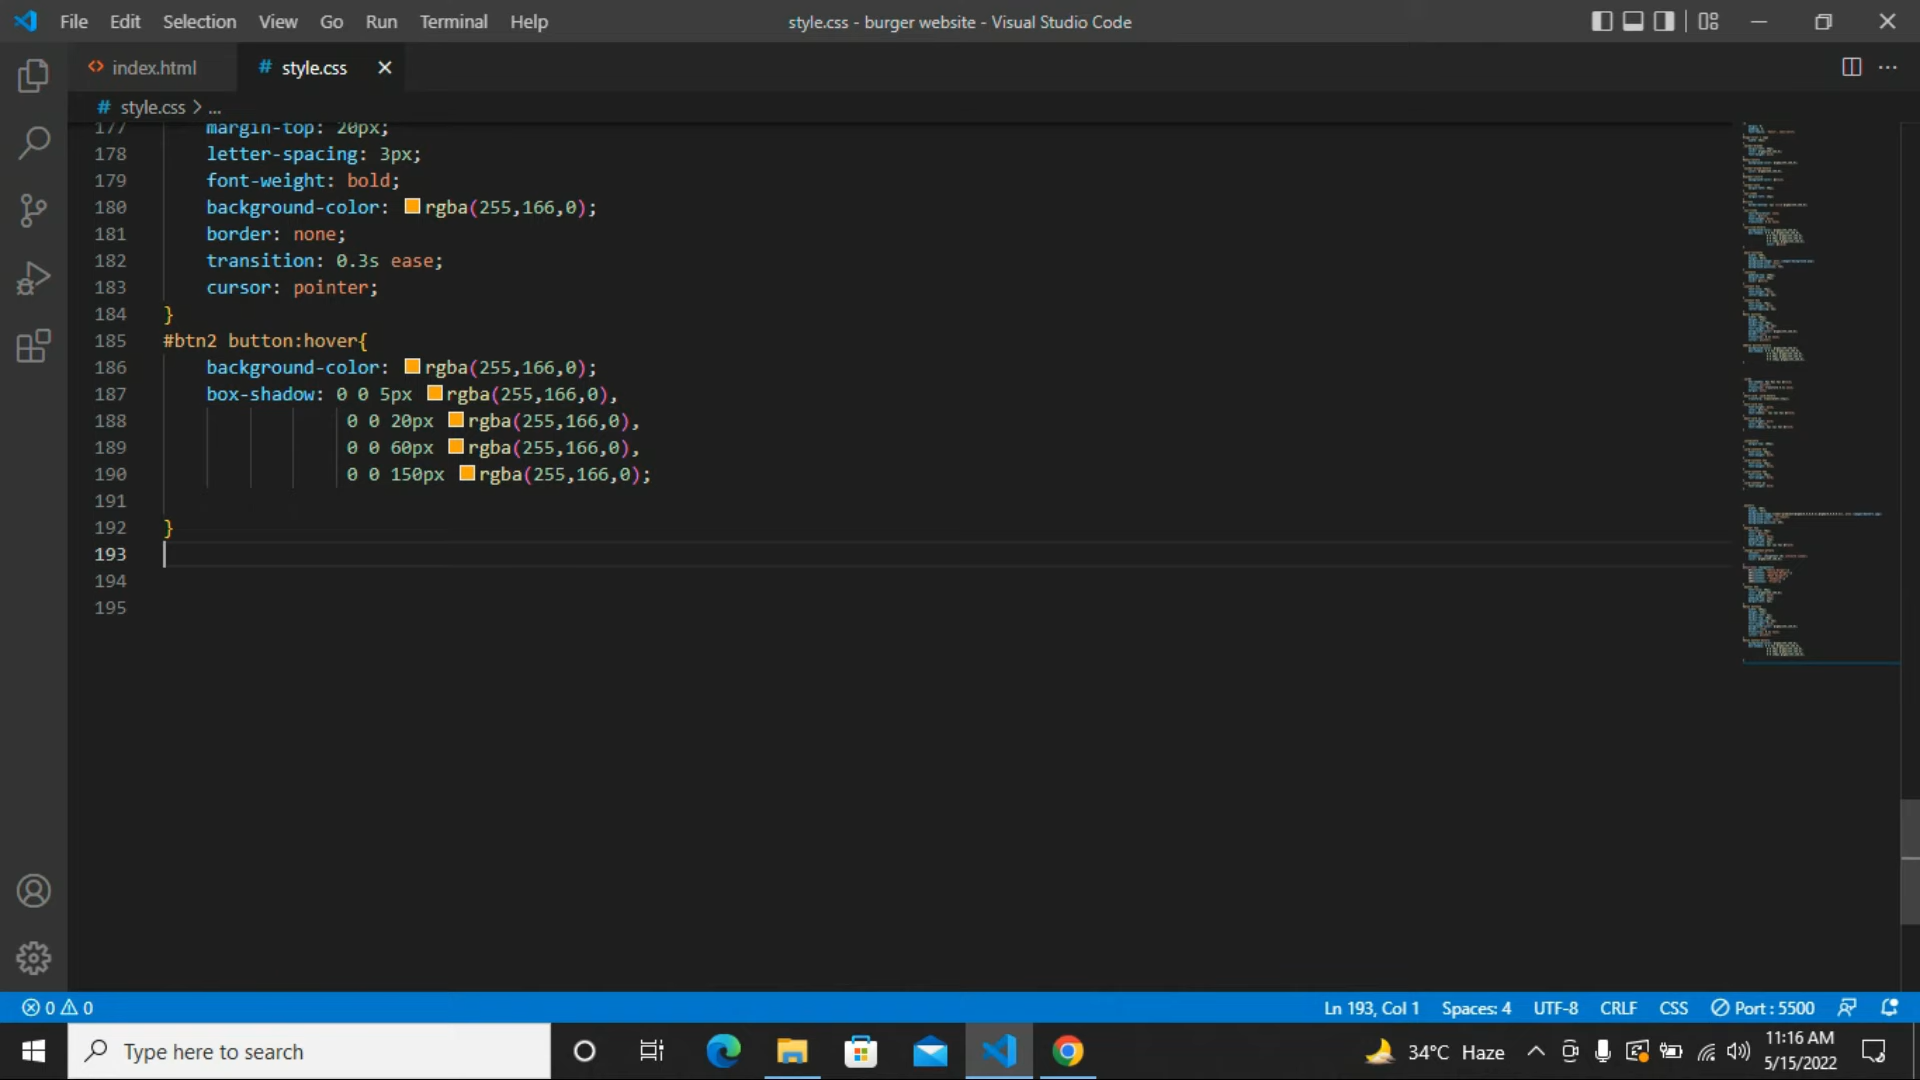 File Edit Selection View Go Run Terminal Help
style.css - burger website - Visual Studio Code
index.html
# style.css
# style.css > ...
177 margin-top: 20px;
178 letter-spacing: 3px;
179 font-weight: bold;
180 background-color: rgba(255,166,0);
181 border: none;
182 transition: 0.3s ease;
183 cursor: pointer;
184 }
185 #btn2 button:hover{
186 background-color: rgba(255,166,0);
187 box-shadow: 0 0 5px rgba(255,166,0),
188 0 0 20px rgba(255,166,0),
189 0 0 60px rgba(255,166,0),
190 0 0 150px rgba(255,166,0);
191
192 }
193
194
195
0 0
Ln 193, Col 1 Spaces: 4 UTF-8 CRLF CSS Port : 5500
Type here to search
34°C Haze
11:16 AM
5/15/2022